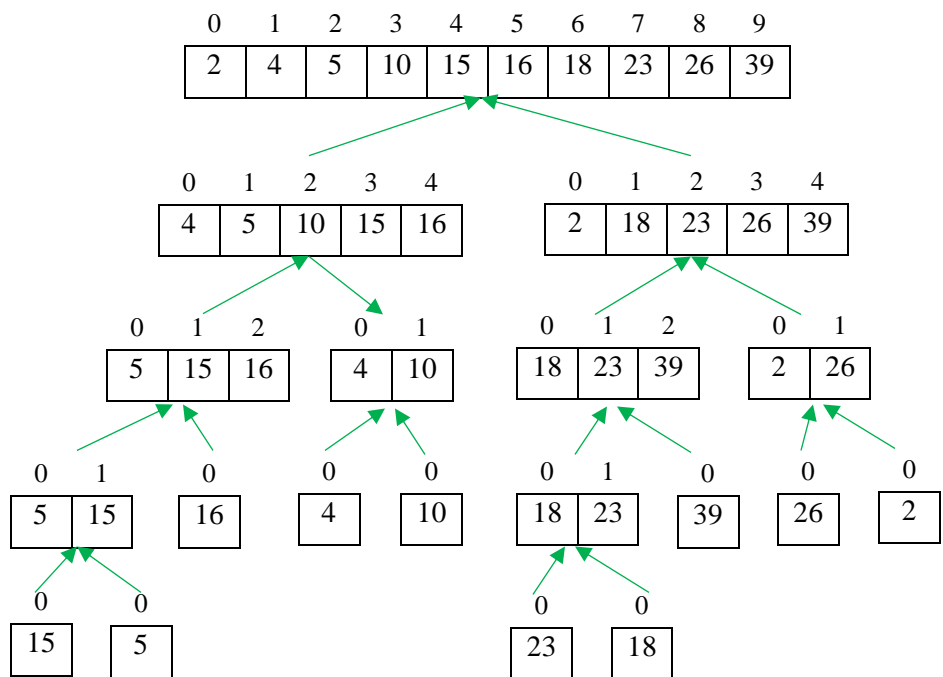 0 1 2 3 4 5 6 7 8 9
2 4 5 10 15 16 18 23 26 39
0 1 2 3 4 0 1 2 3 4
4 5 10 15 16 2 18 23 26 39
0 1 2 0 1 0 1 2 0 1
5 15 16 4 10 18 23 39 2 26
0 1 0 0 0 0 1 0 0 0
5 15 16 4 10 18 23 39 26 2
0 0 0 0
15 5 23 18